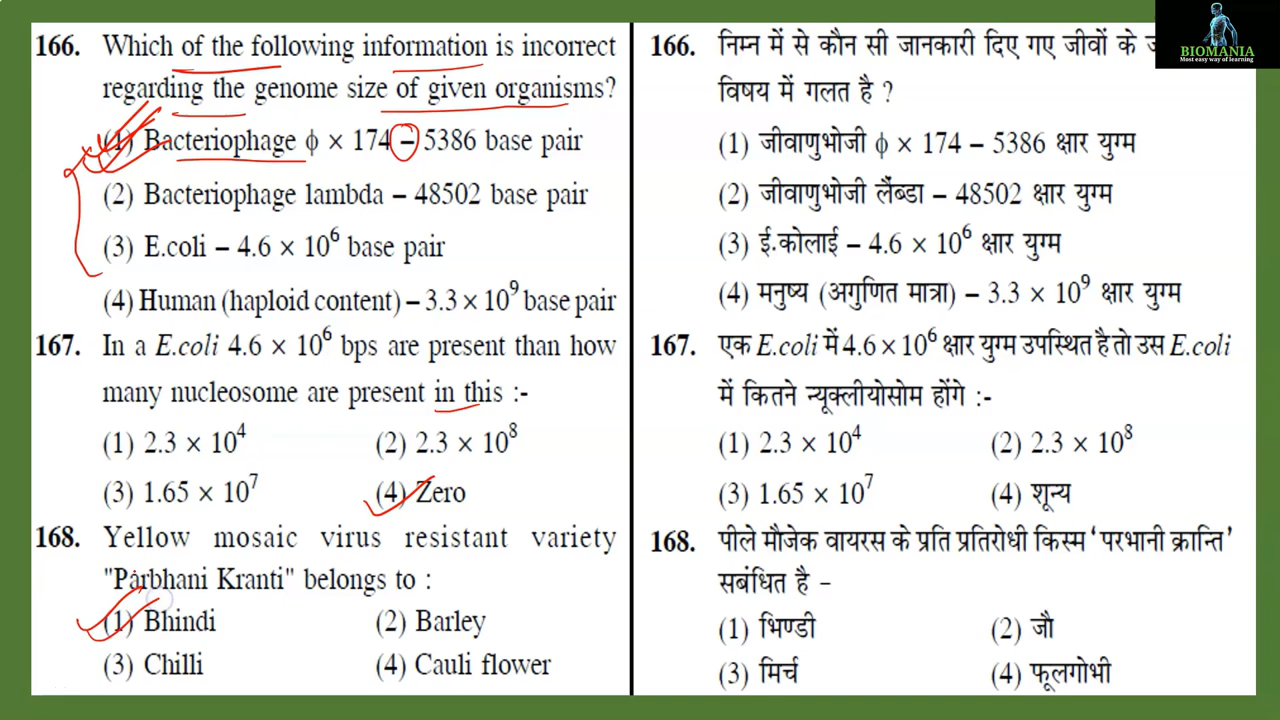 BIOMANIA
Most easy way of learning
166. Which of the following information is incorrect
regarding the genome size of given organisms?
(1) Bacteriophage ϕ × 174 – 5386 base pair
(2) Bacteriophage lambda – 48502 base pair
(3) E.coli – 4.6 × 10⁶ base pair
(4) Human (haploid content) – 3.3 × 10⁹ base pair
167. In a E.coli 4.6 × 10⁶ bps are present than how
many nucleosome are present in this :-
(1) 2.3 × 10⁴ (2) 2.3 × 10⁸
(3) 1.65 × 10⁷ (4) Zero
168. Yellow mosaic virus resistant variety
"Parbhani Kranti" belongs to :
(1) Bhindi (2) Barley
(3) Chilli (4) Cauli flower
166. निम्न में से कौन सी जानकारी दिए गए जीवों के
विषय में गलत है ?
(1) जीवाणुभोजी ϕ × 174 – 5386 क्षार युग्म
(2) जीवाणुभोजी लैंब्डा – 48502 क्षार युग्म
(3) ई.कोलाई – 4.6 × 10⁶ क्षार युग्म
(4) मनुष्य (अगुणित मात्रा) – 3.3 × 10⁹ क्षार युग्म
167. एक E.coli में 4.6 × 10⁶ क्षार युग्म उपस्थित है तो उस E.coli
में कितने न्यूक्लीयोसोम होंगे :-
(1) 2.3 × 10⁴ (2) 2.3 × 10⁸
(3) 1.65 × 10⁷ (4) शून्य
168. पीले मौजेक वायरस के प्रति प्रतिरोधी किस्म ‘परभानी क्रान्ति’
सबंधित है –
(1) भिण्डी (2) जौ
(3) मिर्च (4) फूलगोभी